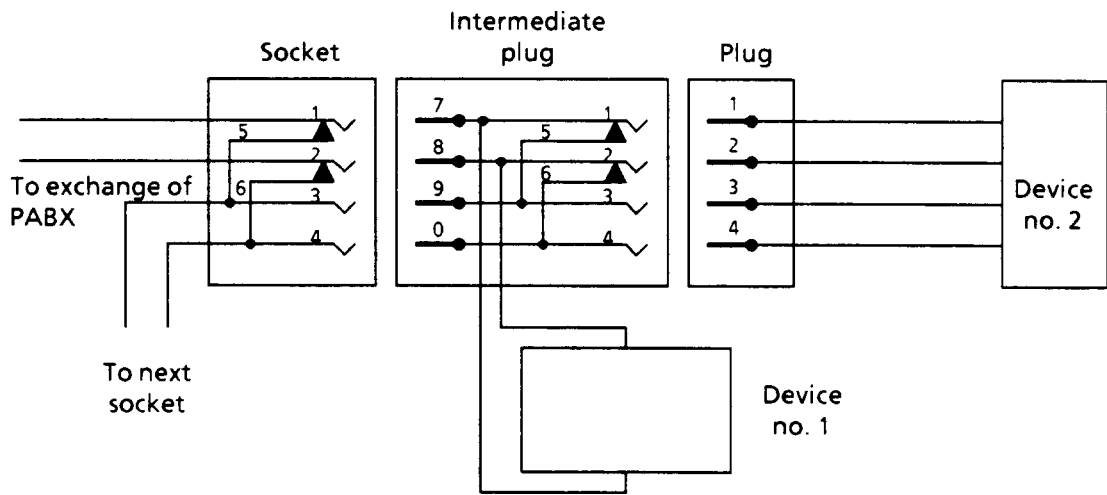 Intermediate
Socket
plug
Plug
1
5
2
6
3
4
7
8
9
0
1
5
2
6
3
4
1
2
3
4
To exchange of
PABX
Device
no. 2
To next
socket
Device
no. 1